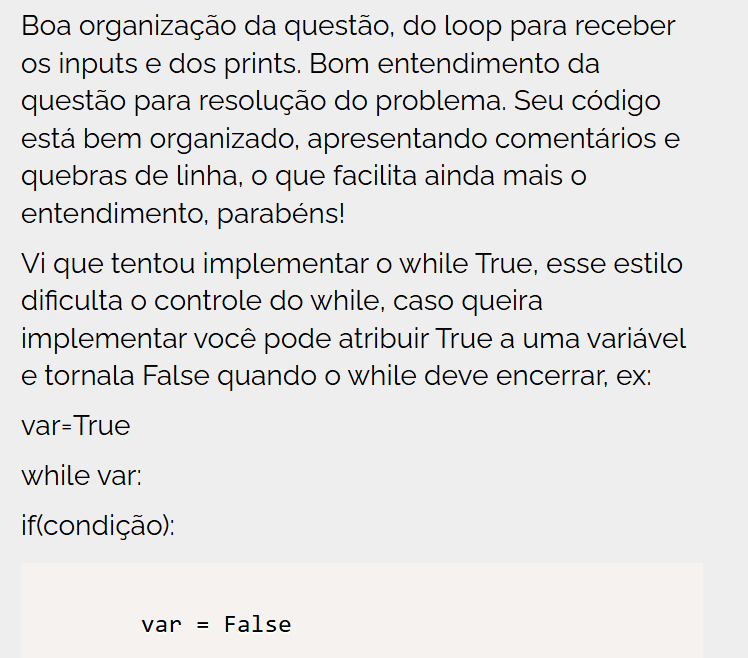 Boa organização da questão, do loop para receber
os inputs e dos prints. Bom entendimento da
questão para resolução do problema. Seu código
está bem organizado, apresentando comentários e
quebras de linha, o que facilita ainda mais o
entendimento, parabéns!
Vi que tentou implementar o while True, esse estilo
dificulta o controle do while, caso queira
implementar você pode atribuir True a uma variável
e tornala False quando o while deve encerrar, ex:
var=True
while var:
if(condição):
var = False